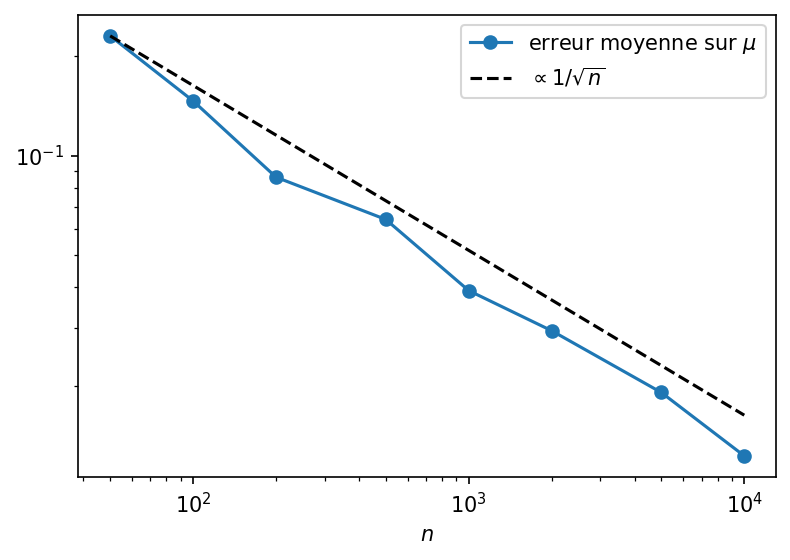 erreur moyenne sur μ
∝ 1/√n
10⁻¹
10² 10³ 10⁴
n